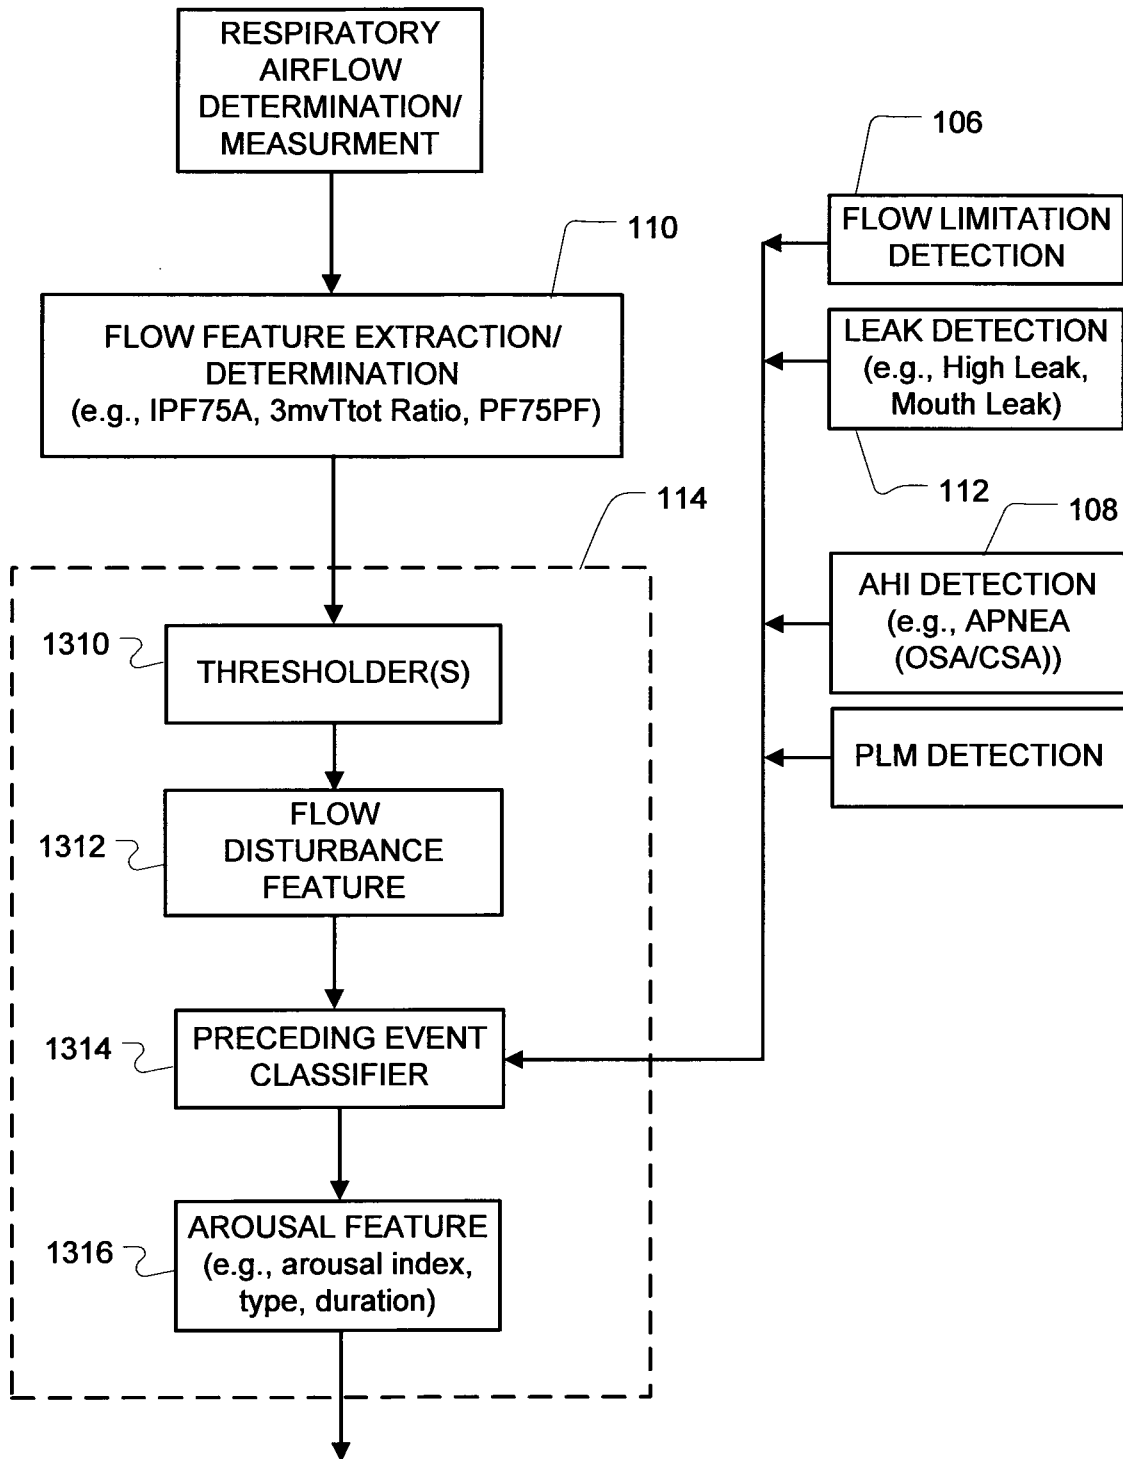 RESPIRATORY
AIRFLOW
DETERMINATION/
MEASURMENT
110
FLOW FEATURE EXTRACTION/
DETERMINATION
(e.g., IPF75A, 3mvTtot Ratio, PF75PF)
106
FLOW LIMITATION
DETECTION
LEAK DETECTION
(e.g., High Leak,
Mouth Leak)
112
108
AHI DETECTION
(e.g., APNEA
(OSA/CSA))
PLM DETECTION
114
1310
THRESHOLDER(S)
1312
FLOW
DISTURBANCE
FEATURE
1314
PRECEDING EVENT
CLASSIFIER
1316
AROUSAL FEATURE
(e.g., arousal index,
type, duration)